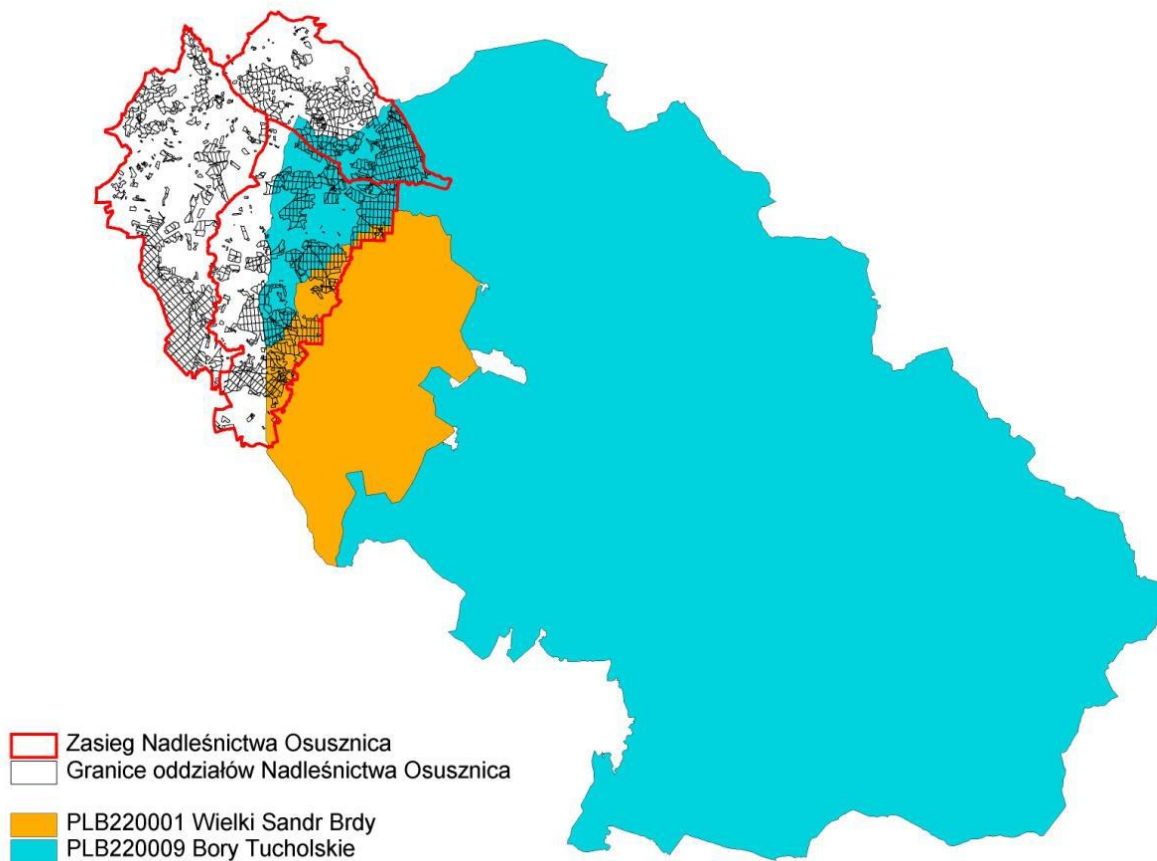 Zasieg Nadleśnictwa Osusznica
Granice oddziałów Nadleśnictwa Osusznica
PLB220001 Wielki Sandr Brdy
PLB220009 Bory Tucholskie